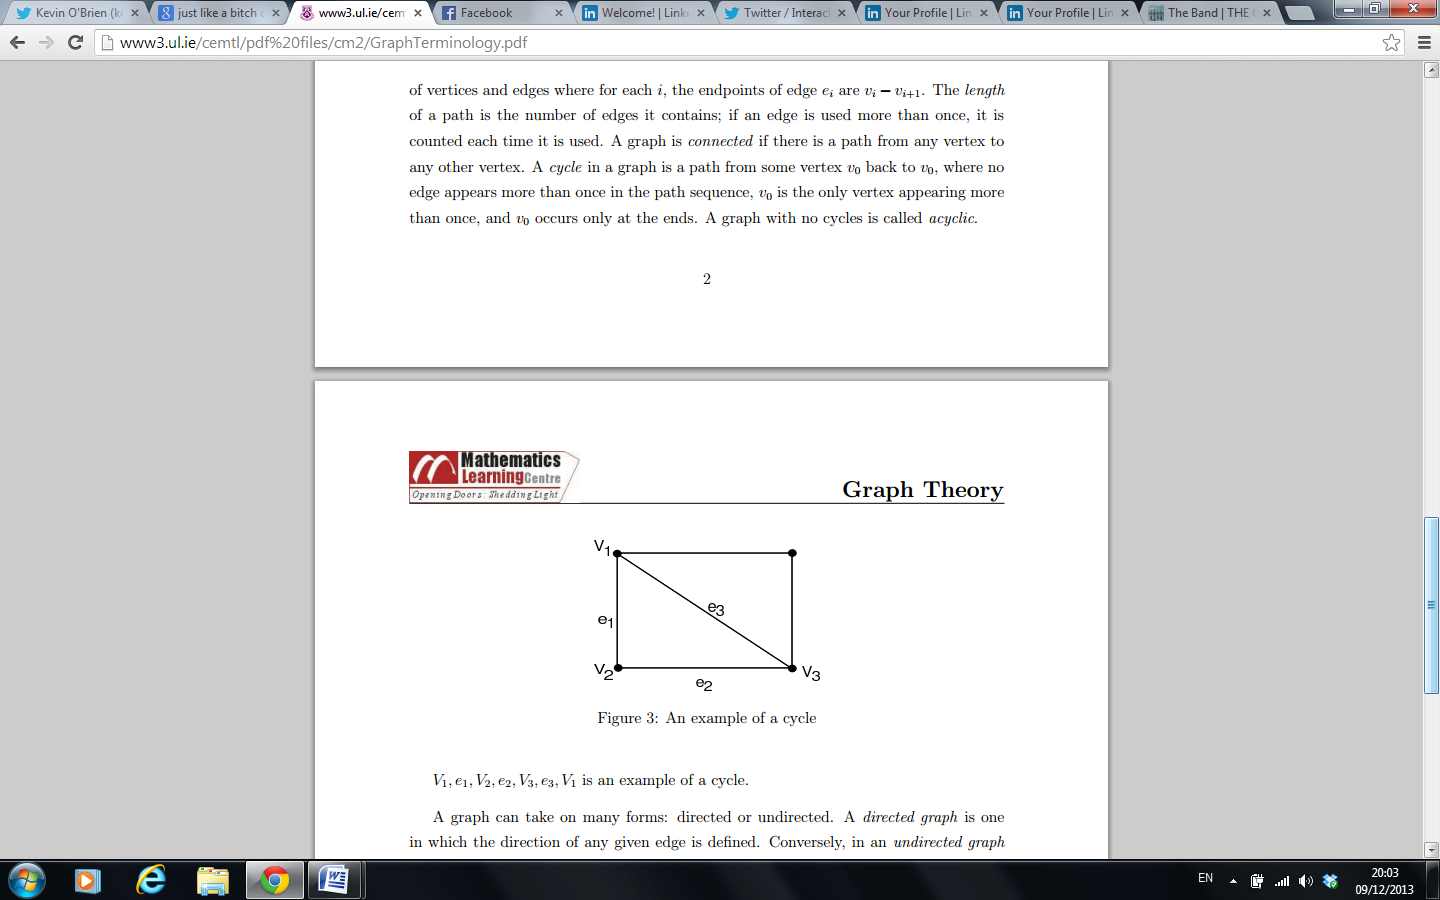 Kevin O'Brien (k
just like a bitch
www3.ul.ie/cem
Facebook
Welcome! | Link
Twitter / Interac
Your Profile | Lin
Your Profile | Lin
The Band | THE
www3.ul.ie/cemtl/pdf%20files/cm2/GraphTerminology.pdf
of vertices and edges where for each i, the endpoints of edge eᵢ are vᵢ − vᵢ₊₁. The length
of a path is the number of edges it contains; if an edge is used more than once, it is
counted each time it is used. A graph is connected if there is a path from any vertex to
any other vertex. A cycle in a graph is a path from some vertex v₀ back to v₀, where no
edge appears more than once in the path sequence, v₀ is the only vertex appearing more
than once, and v₀ occurs only at the ends. A graph with no cycles is called acyclic.
2
Mathematics
LearningCentre
Opening Doors: Shedding Light
Graph Theory
V₁
e₃
e₁
V₂
V₃
e₂
Figure 3: An example of a cycle
V₁, e₁, V₂, e₂, V₃, e₃, V₁ is an example of a cycle.
A graph can take on many forms: directed or undirected. A directed graph is one
in which the direction of any given edge is defined. Conversely, in an undirected graph
EN
20:03
09/12/2013